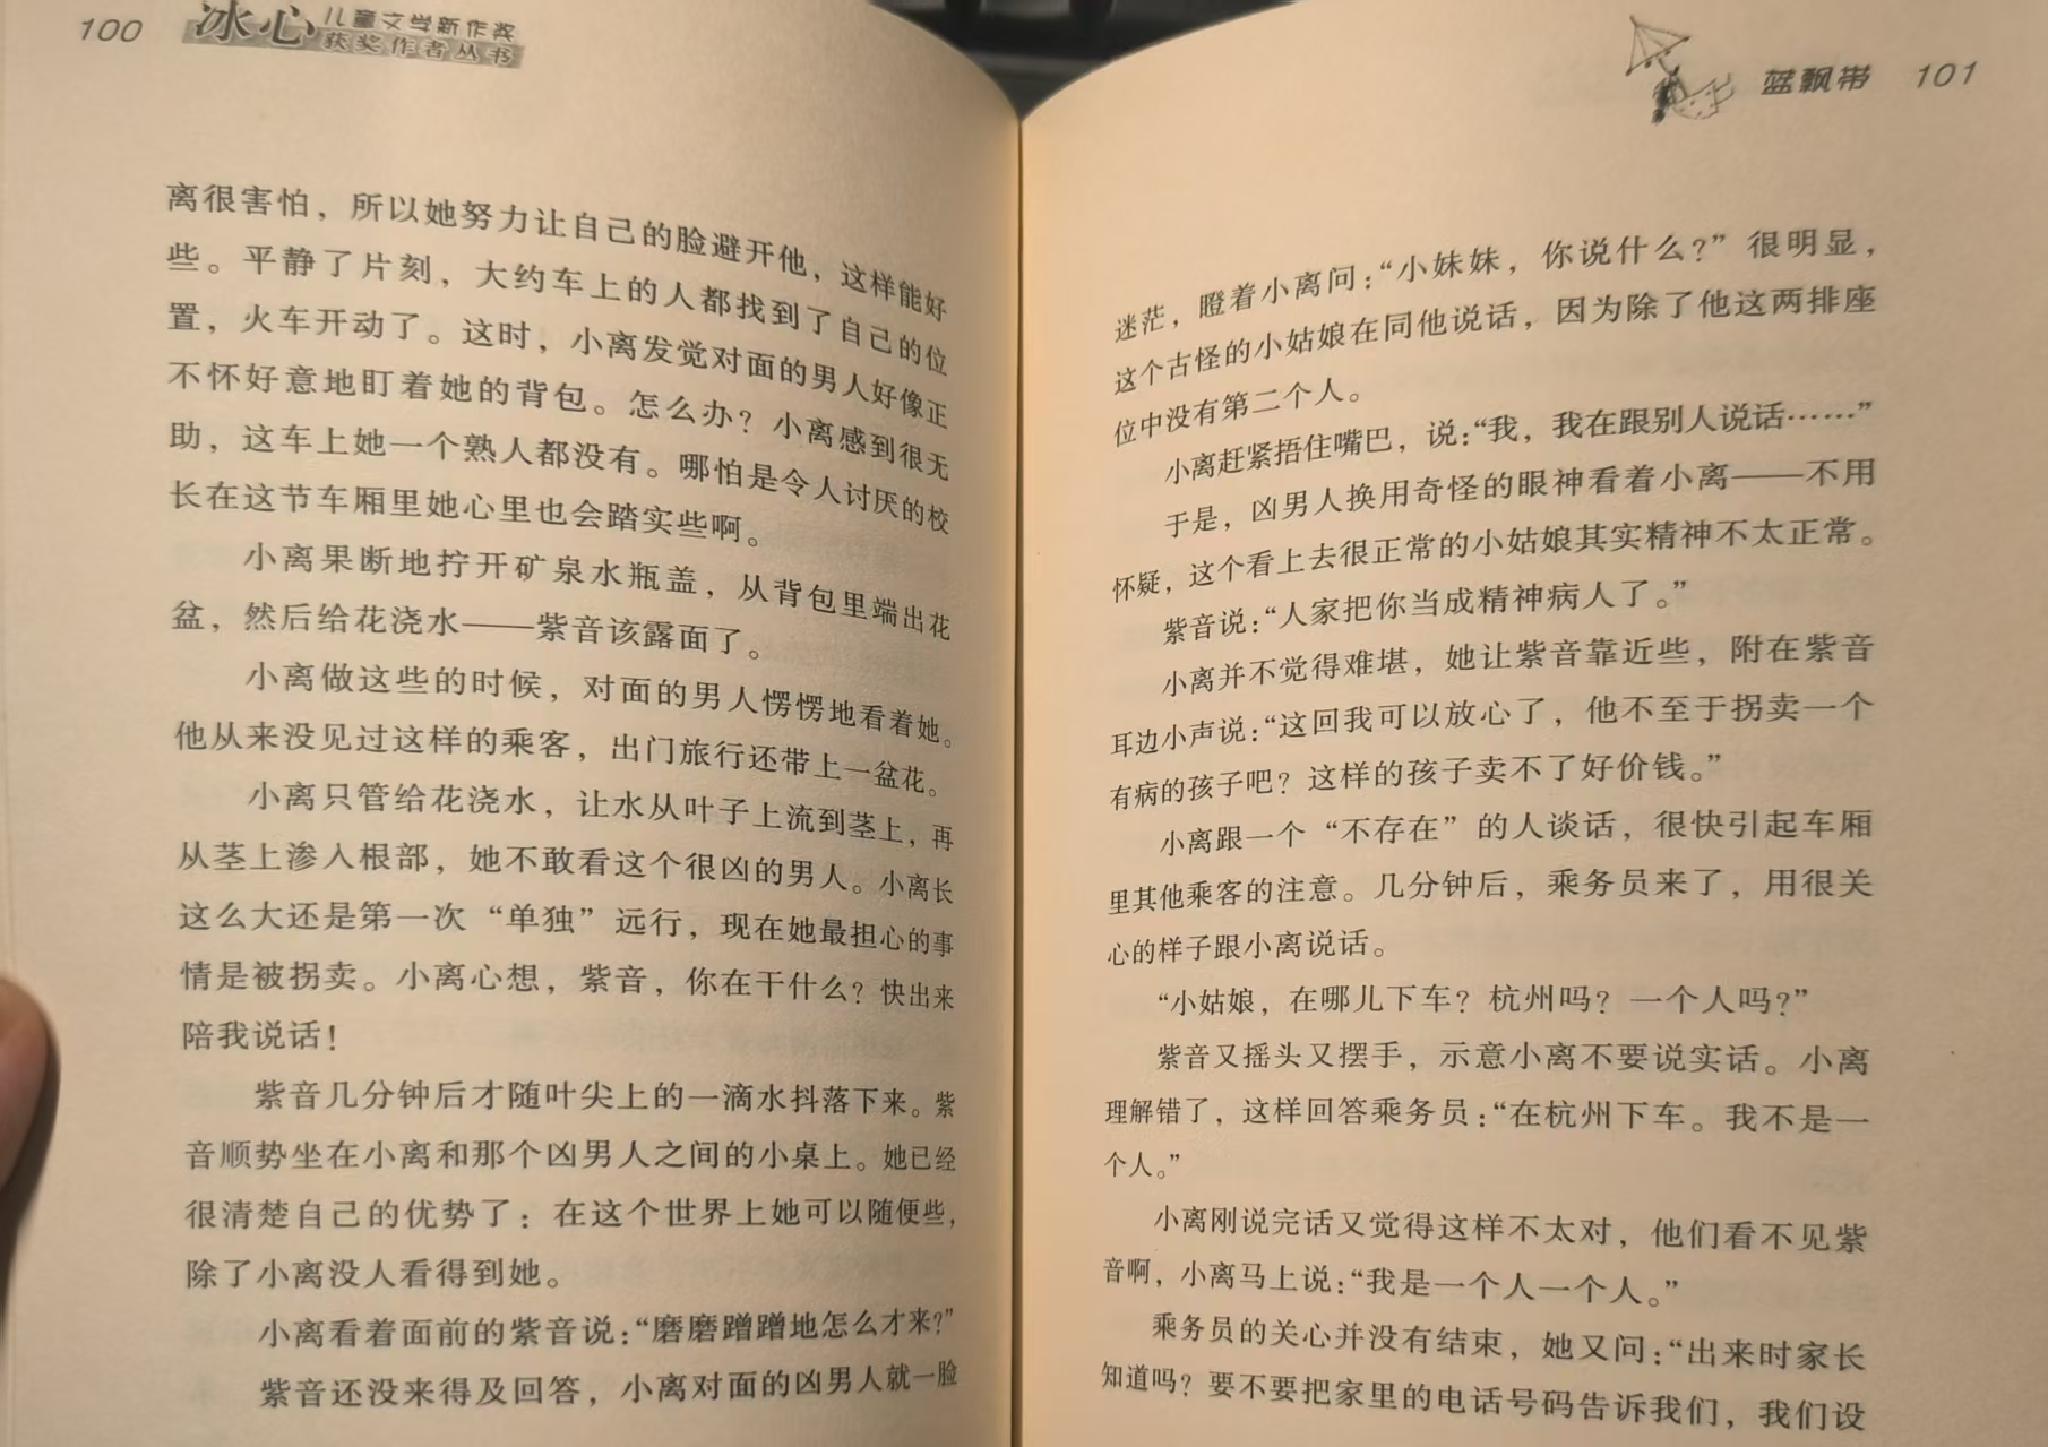 100
冰心
儿童文学新作奖
获奖作者丛书
离很害怕，所以她努力让自己的脸避开他，这样能好
些。平静了片刻，大约车上的人都找到了自己的位
置，火车开动了。这时，小离发觉对面的男人好像正
不怀好意地盯着她的背包。怎么办？小离感到很无
助，这车上她一个熟人都没有。哪怕是令人讨厌的校
长在这节车厢里她心里也会踏实些啊。
小离果断地拧开矿泉水瓶盖，从背包里端出花
盆，然后给花浇水——紫音该露面了。
小离做这些的时候，对面的男人愣愣地看着她。
他从来没见过这样的乘客，出门旅行还带上一盆花。
小离只管给花浇水，让水从叶子上流到茎上，再
从茎上渗入根部，她不敢看这个很凶的男人。小离长
这么大还是第一次“单独”远行，现在她最担心的事
情是被拐卖。小离心想，紫音，你在干什么？快出来
陪我说话！
紫音几分钟后才随叶尖上的一滴水抖落下来。紫
音顺势坐在小离和那个凶男人之间的小桌上。她已经
很清楚自己的优势了：在这个世界上她可以随便些，
除了小离没人看得到她。
小离看着面前的紫音说：“磨磨蹭蹭地怎么才来？”
紫音还没来得及回答，小离对面的凶男人就一脸
蓝飘带 101
迷茫，瞪着小离问：“小妹妹，你说什么？”很明显，
这个古怪的小姑娘在同他说话，因为除了他这两排座
位中没有第二个人。
小离赶紧捂住嘴巴，说：“我，我在跟别人说话……”
于是，凶男人换用奇怪的眼神看着小离——不用
怀疑，这个看上去很正常的小姑娘其实精神不太正常。
紫音说：“人家把你当成精神病人了。”
小离并不觉得难堪，她让紫音靠近些，附在紫音
耳边小声说：“这回我可以放心了，他不至于拐卖一个
有病的孩子吧？这样的孩子卖不了好价钱。”
小离跟一个“不存在”的人谈话，很快引起车厢
里其他乘客的注意。几分钟后，乘务员来了，用很关
心的样子跟小离说话。
“小姑娘，在哪儿下车？杭州吗？一个人吗？”
紫音又摇头又摆手，示意小离不要说实话。小离
理解错了，这样回答乘务员：“在杭州下车。我不是一
个人。”
小离刚说完话又觉得这样不太对，他们看不见紫
音啊，小离马上说：“我是一个人一个人。”
乘务员的关心并没有结束，她又问：“出来时家长
知道吗？要不要把家里的电话号码告诉我们，我们设